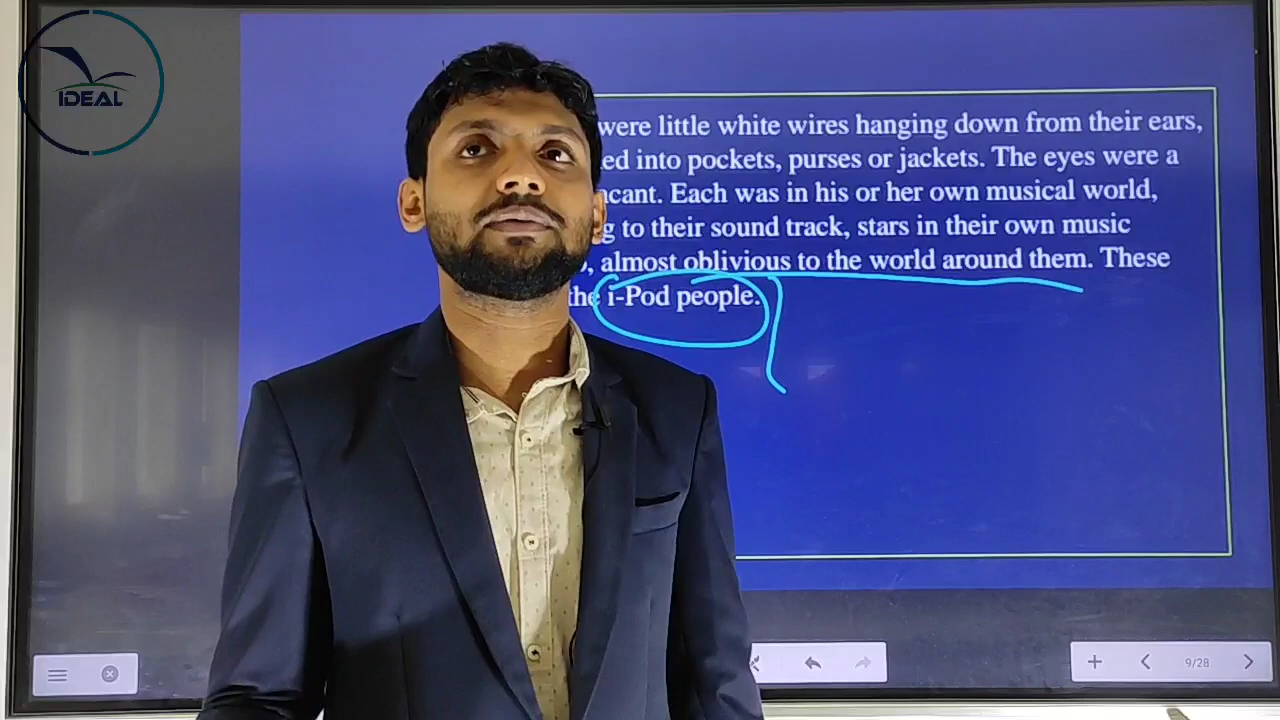 IDEAL
were little white wires hanging down from their ears,
into pockets, purses or jackets. The eyes were a
Each was in his or her own musical world,
to their sound track, stars in their own music
almost oblivious to the world around them. These
the i-Pod people.
9/28